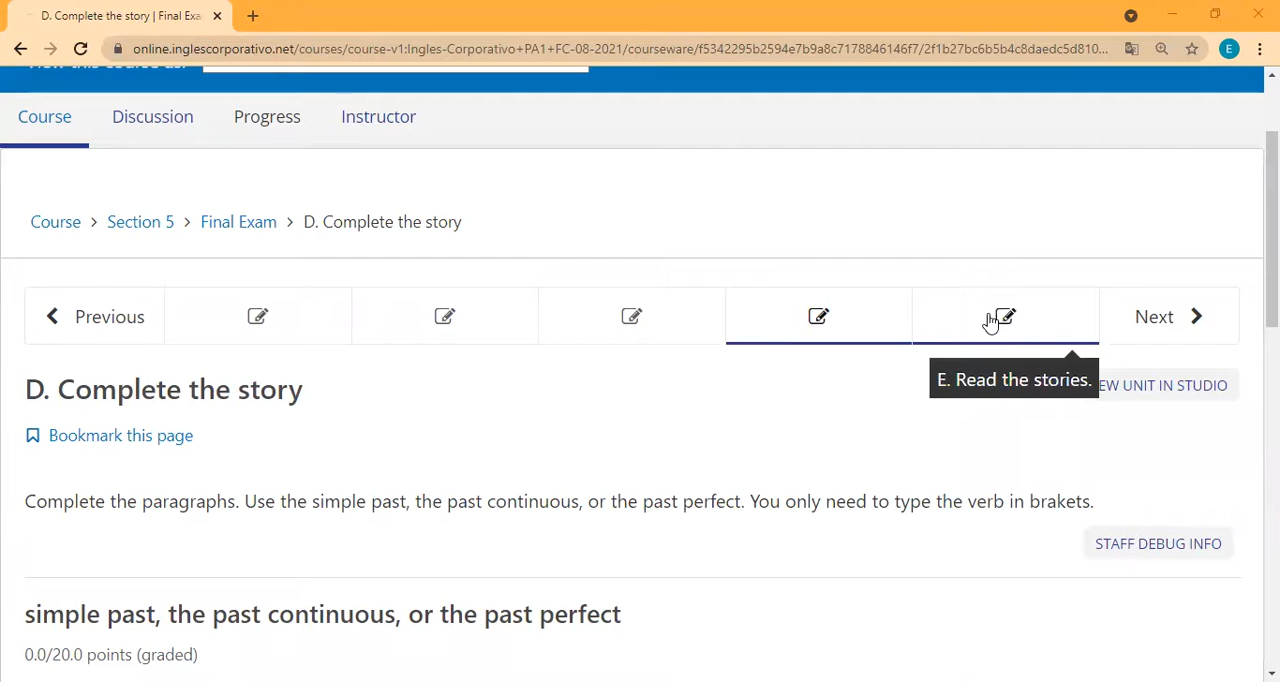 D. Complete the story | Final Exa
online.inglescorporativo.net/courses/course-v1:Ingles-Corporativo+PA1+FC-08-2021/courseware/f5342295b2594e7b9a8c7178846146f7/2f1b27bc6b5b4c8daedc5d810...
E
Course
Discussion
Progress
Instructor
Course > Section 5 > Final Exam > D. Complete the story
Previous
Next
E. Read the stories.
D. Complete the story
EW UNIT IN STUDIO
Bookmark this page
Complete the paragraphs. Use the simple past, the past continuous, or the past perfect. You only need to type the verb in brakets.
STAFF DEBUG INFO
simple past, the past continuous, or the past perfect
0.0/20.0 points (graded)